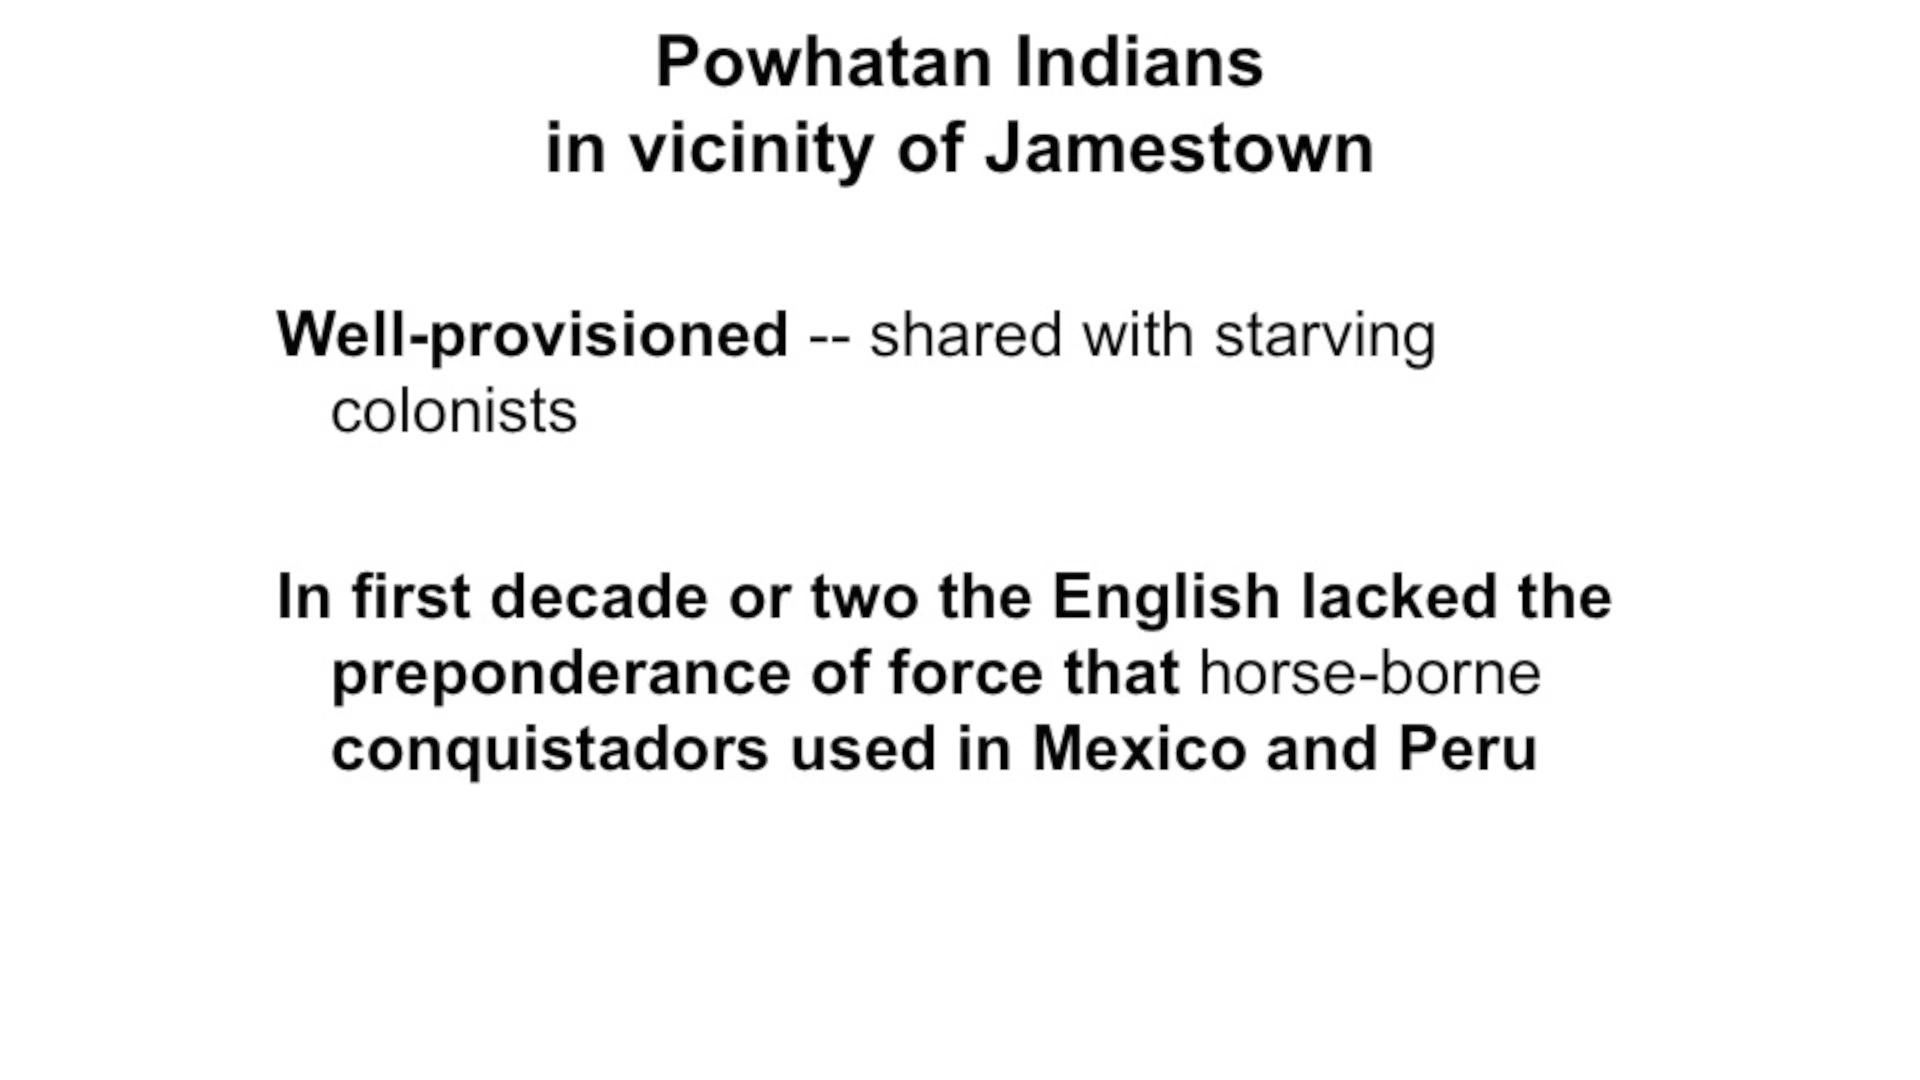 Powhatan Indians
in vicinity of Jamestown
Well-provisioned -- shared with starving
colonists
In first decade or two the English lacked the
preponderance of force that horse-borne
conquistadors used in Mexico and Peru